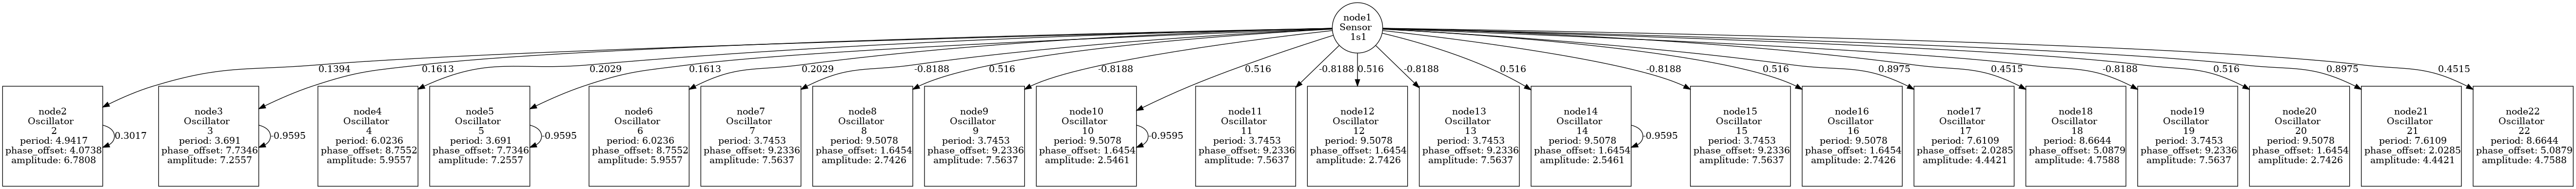 node1
Sensor
1s1
0.1394
0.1613
0.2029
0.1613
0.2029
-0.8188
0.516
-0.8188
0.516
-0.8188
0.516
-0.8188
0.516
-0.8188
0.516
0.8975
0.4515
-0.8188
0.516
0.8975
0.4515
node2
Oscillator
2
period: 4.9417
phase_offset: 4.0738
amplitude: 6.7808
0.3017
node3
Oscillator
3
period: 3.691
phase_offset: 7.7346
amplitude: 7.2557
-0.9595
node4
Oscillator
4
period: 6.0236
phase_offset: 8.7552
amplitude: 5.9557
node5
Oscillator
5
period: 3.691
phase_offset: 7.7346
amplitude: 7.2557
-0.9595
node6
Oscillator
6
period: 6.0236
phase_offset: 8.7552
amplitude: 5.9557
node7
Oscillator
7
period: 3.7453
phase_offset: 9.2336
amplitude: 7.5637
node8
Oscillator
8
period: 9.5078
phase_offset: 1.6454
amplitude: 2.7426
node9
Oscillator
9
period: 3.7453
phase_offset: 9.2336
amplitude: 7.5637
node10
Oscillator
10
period: 9.5078
phase_offset: 1.6454
amplitude: 2.5461
-0.9595
node11
Oscillator
11
period: 3.7453
phase_offset: 9.2336
amplitude: 7.5637
node12
Oscillator
12
period: 9.5078
phase_offset: 1.6454
amplitude: 2.7426
node13
Oscillator
13
period: 3.7453
phase_offset: 9.2336
amplitude: 7.5637
node14
Oscillator
14
period: 9.5078
phase_offset: 1.6454
amplitude: 2.5461
-0.9595
node15
Oscillator
15
period: 3.7453
phase_offset: 9.2336
amplitude: 7.5637
node16
Oscillator
16
period: 9.5078
phase_offset: 1.6454
amplitude: 2.7426
node17
Oscillator
17
period: 7.6109
phase_offset: 2.0285
amplitude: 4.4421
node18
Oscillator
18
period: 8.6644
phase_offset: 5.0879
amplitude: 4.7588
node19
Oscillator
19
period: 3.7453
phase_offset: 9.2336
amplitude: 7.5637
node20
Oscillator
20
period: 9.5078
phase_offset: 1.6454
amplitude: 2.7426
node21
Oscillator
21
period: 7.6109
phase_offset: 2.0285
amplitude: 4.4421
node22
Oscillator
22
period: 8.6644
phase_offset: 5.0879
amplitude: 4.7588